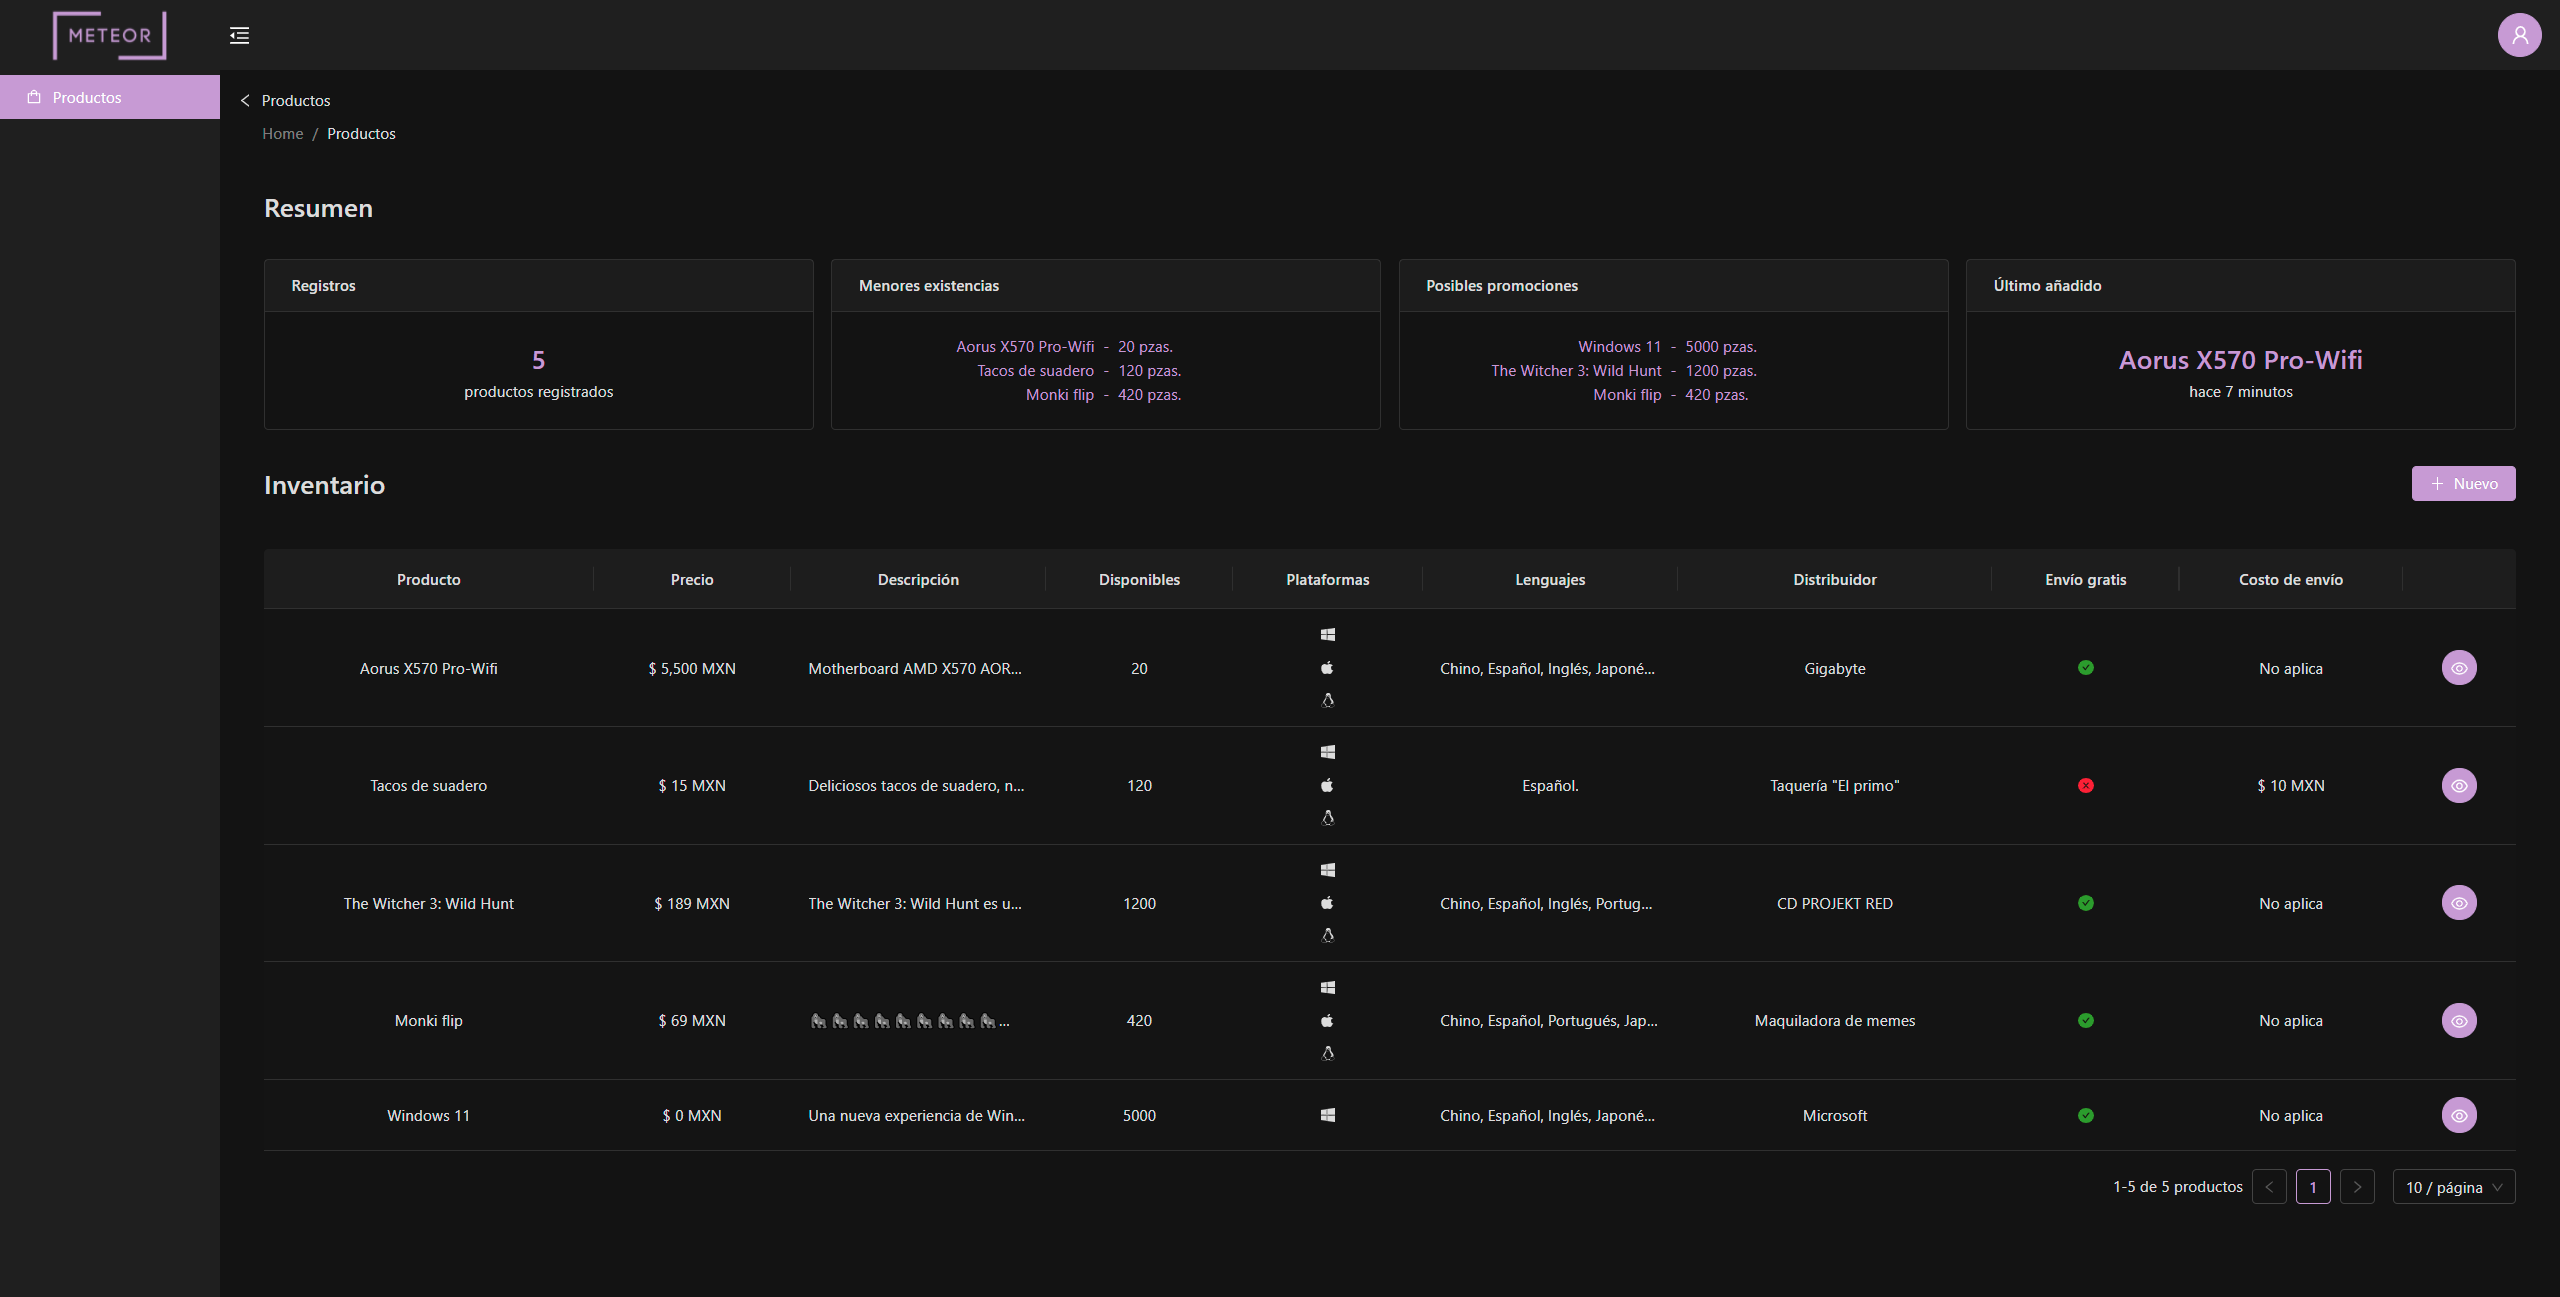 METEOR
Productos
Productos
Home / Productos
Resumen
Registros
5
productos registrados
Menores existencias
Aorus X570 Pro-Wifi - 20 pzas.
Tacos de suadero - 120 pzas.
Monki flip - 420 pzas.
Posibles promociones
Windows 11 - 5000 pzas.
The Witcher 3: Wild Hunt - 1200 pzas.
Monki flip - 420 pzas.
Último añadido
Aorus X570 Pro-Wifi
hace 7 minutos
Inventario
+ Nuevo
Producto Precio Descripción Disponibles Plataformas Lenguajes Distribuidor Envío gratis Costo de envío
Aorus X570 Pro-Wifi $ 5,500 MXN Motherboard AMD X570 AOR... 20 Chino, Español, Inglés, Japoné... Gigabyte No aplica
Tacos de suadero $ 15 MXN Deliciosos tacos de suadero, n... 120 Español. Taquería "El primo" $ 10 MXN
The Witcher 3: Wild Hunt $ 189 MXN The Witcher 3: Wild Hunt es u... 1200 Chino, Español, Inglés, Portug... CD PROJEKT RED No aplica
Monki flip $ 69 MXN 🦍🦍🦍🦍🦍🦍🦍🦍🦍... 420 Chino, Español, Portugués, Jap... Maquiladora de memes No aplica
Windows 11 $ 0 MXN Una nueva experiencia de Win... 5000 Chino, Español, Inglés, Japoné... Microsoft No aplica
1-5 de 5 productos < 1 > 10 / página